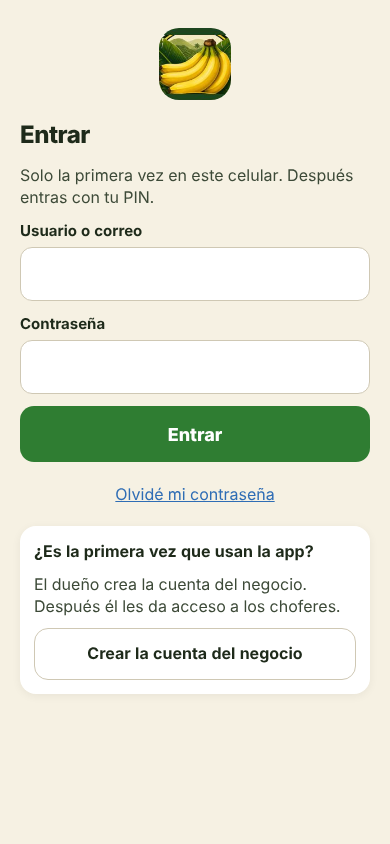 Entrar
Solo la primera vez en este celular. Después
entras con tu PIN.
Usuario o correo
Contraseña
Entrar
Olvidé mi contraseña
¿Es la primera vez que usan la app?
El dueño crea la cuenta del negocio.
Después él les da acceso a los choferes.
Crear la cuenta del negocio